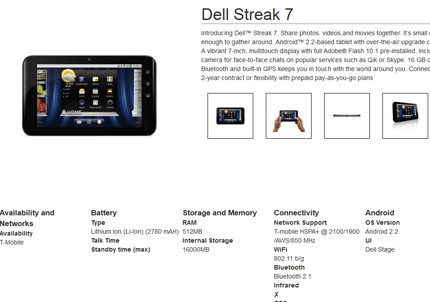 Dell Streak 7
Introducing Dell™ Streak 7. Share photos, videos and movies together. It's small
enough to gather around. Android™ 2.2-based tablet with over-the-air upgrade
A vibrant 7-inch, multitouch display with full Adobe® Flash 10.1 pre-installed.
camera for face-to-face chats on popular services such as Qik or Skype. 16 GB
Bluetooth and built-in GPS keeps you in touch with the world around you.
2-year contract or flexibility with prepaid pay-as-you-go plans
Availability and
Networks
Availability
T-Mobile
Battery
Type
Lithium Ion (Li-Ion) (2780 mAH)
Talk Time
Standby time (max)
Storage and Memory
RAM
512MB
Internal Storage
16000MB
Connectivity
Network Support
T-mobile HSPA+ @ 2100/1900
/AWS/850 MHz
WiFi
802.11 b/g
Bluetooth
Bluetooth 2.1
Infrared
✗
Android
OS Version
Android 2.2
UI
Dell Stage